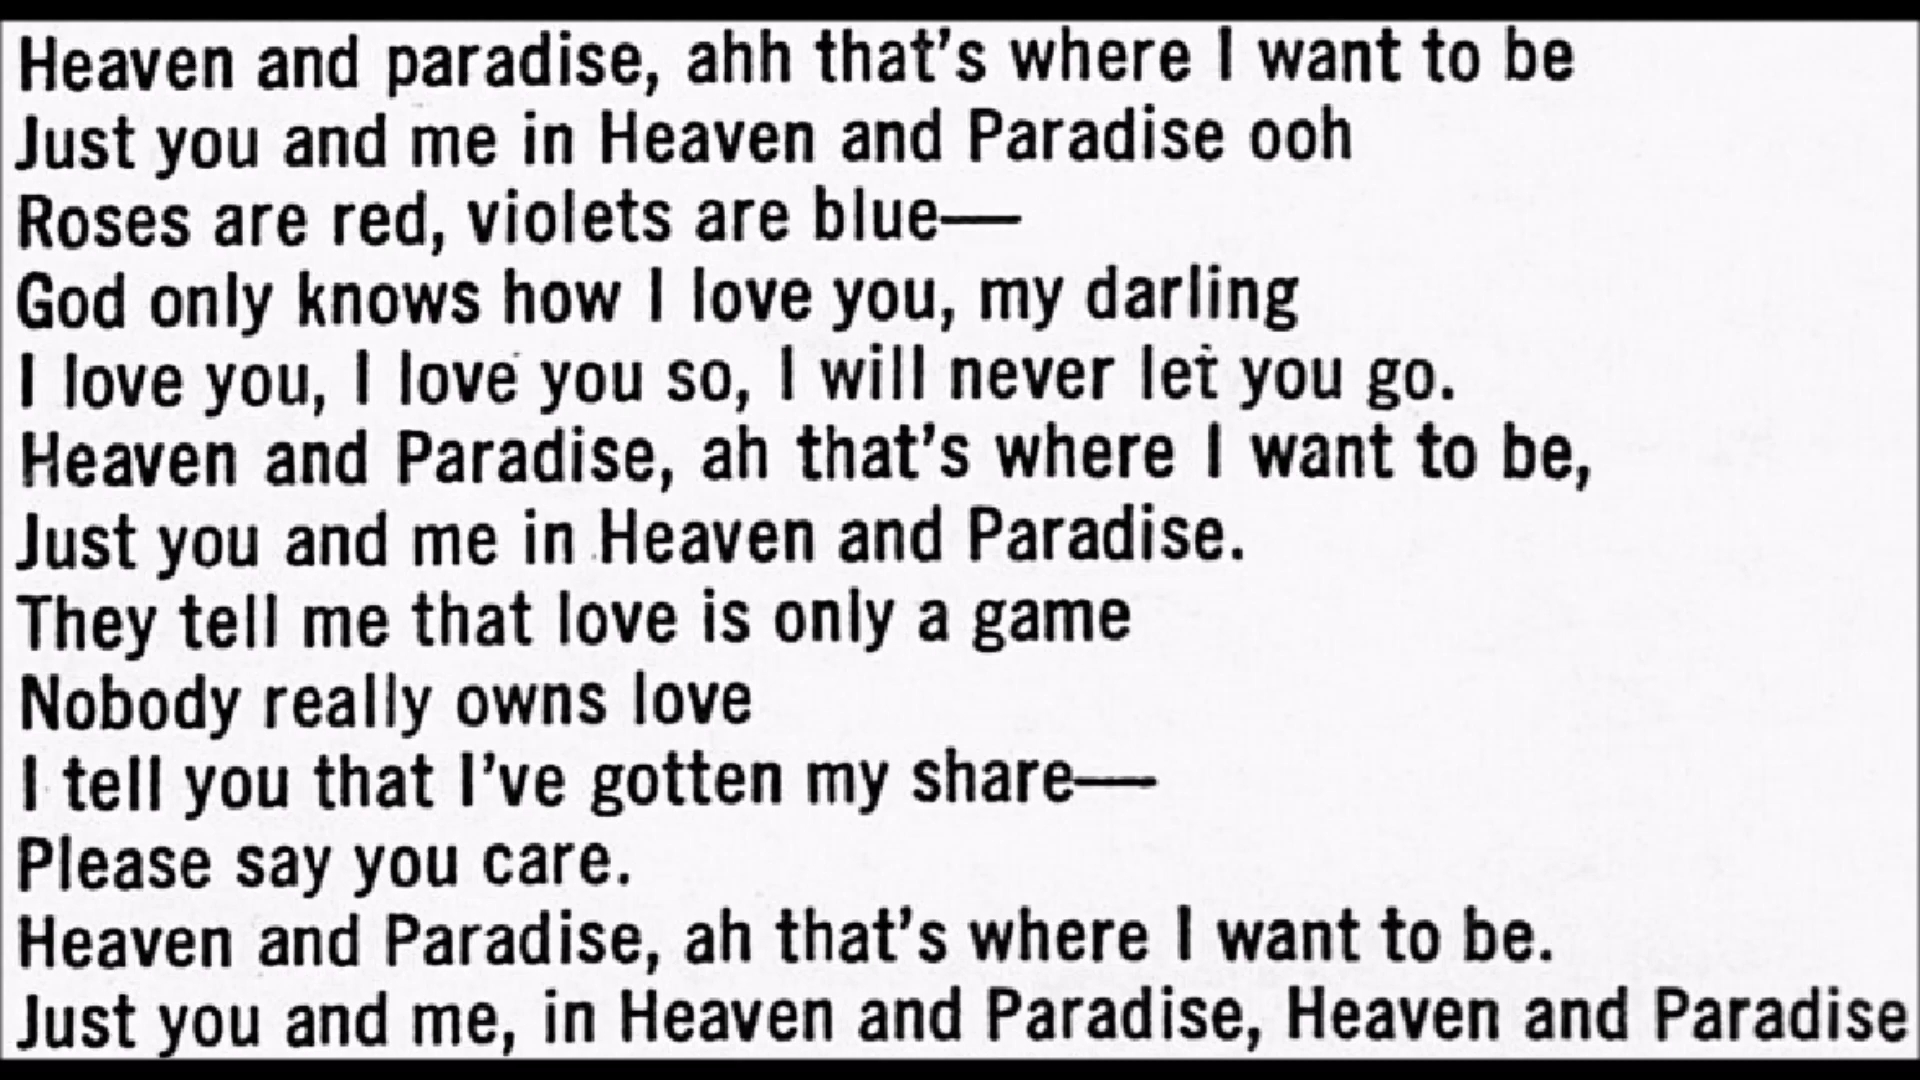 Heaven and paradise, ahh that's where I want to be
Just you and me in Heaven and Paradise ooh
Roses are red, violets are blue—
God only knows how I love you, my darling
I love you, I love you so, I will never let you go.
Heaven and Paradise, ah that's where I want to be,
Just you and me in Heaven and Paradise.
They tell me that love is only a game
Nobody really owns love
I tell you that I've gotten my share—
Please say you care.
Heaven and Paradise, ah that's where I want to be.
Just you and me, in Heaven and Paradise, Heaven and Paradise